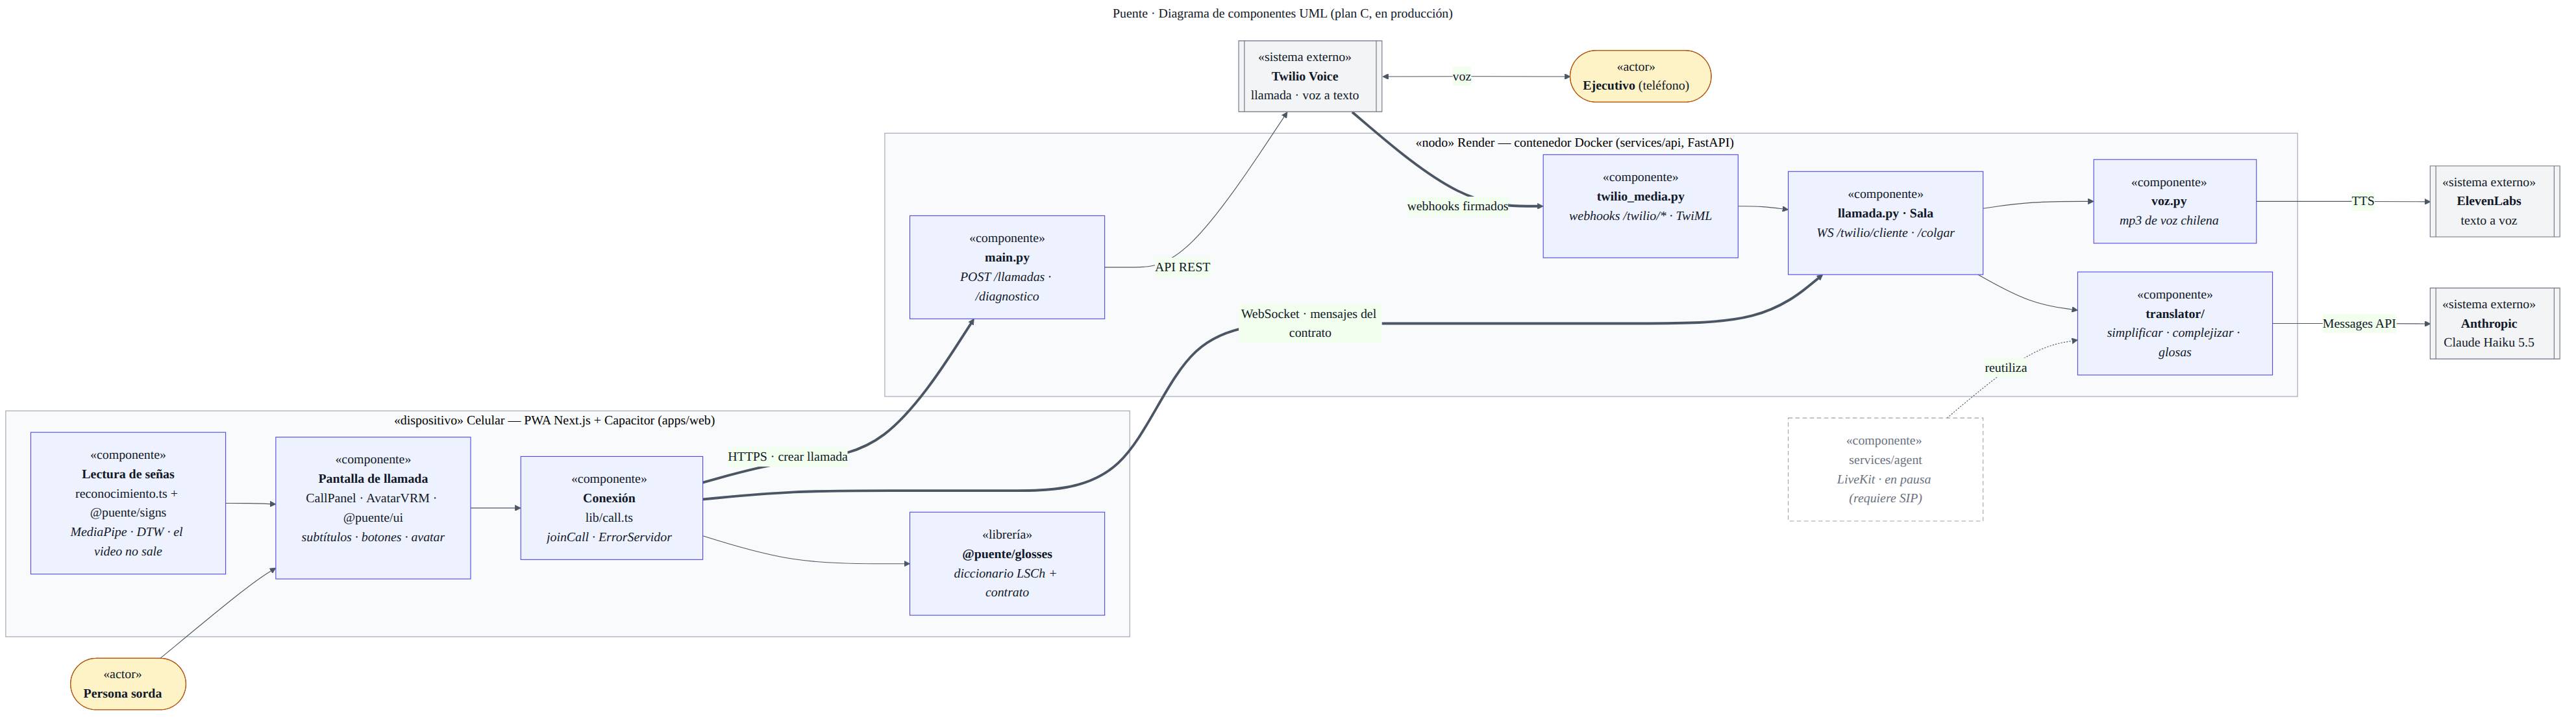 Puente · Diagrama de componentes UML (plan C, en producción)
«sistema externo»
Twilio Voice
llamada · voz a texto
voz
«actor»
Ejecutivo (teléfono)
«nodo» Render — contenedor Docker (services/api, FastAPI)
«componente»
main.py
POST /llamadas ·
/diagnostico
API REST
webhooks firmados
«componente»
twilio_media.py
webhooks /twilio/* · TwiML
«componente»
llamada.py · Sala
WS /twilio/cliente · /colgar
«componente»
voz.py
mp3 de voz chilena
TTS
«sistema externo»
ElevenLabs
texto a voz
«componente»
translator/
simplificar · complejizar ·
glosas
Messages API
«sistema externo»
Anthropic
Claude Haiku 5.5
WebSocket · mensajes del
contrato
reutiliza
«componente»
services/agent
LiveKit · en pausa
(requiere SIP)
«dispositivo» Celular — PWA Next.js + Capacitor (apps/web)
«componente»
Lectura de señas
reconocimiento.ts +
@puente/signs
MediaPipe · DTW · el
video no sale
«componente»
Pantalla de llamada
CallPanel · AvatarVRM ·
@puente/ui
subtítulos · botones · avatar
«componente»
Conexión
lib/call.ts
joinCall · ErrorServidor
HTTPS · crear llamada
«librería»
@puente/glosses
diccionario LSCh +
contrato
«actor»
Persona sorda